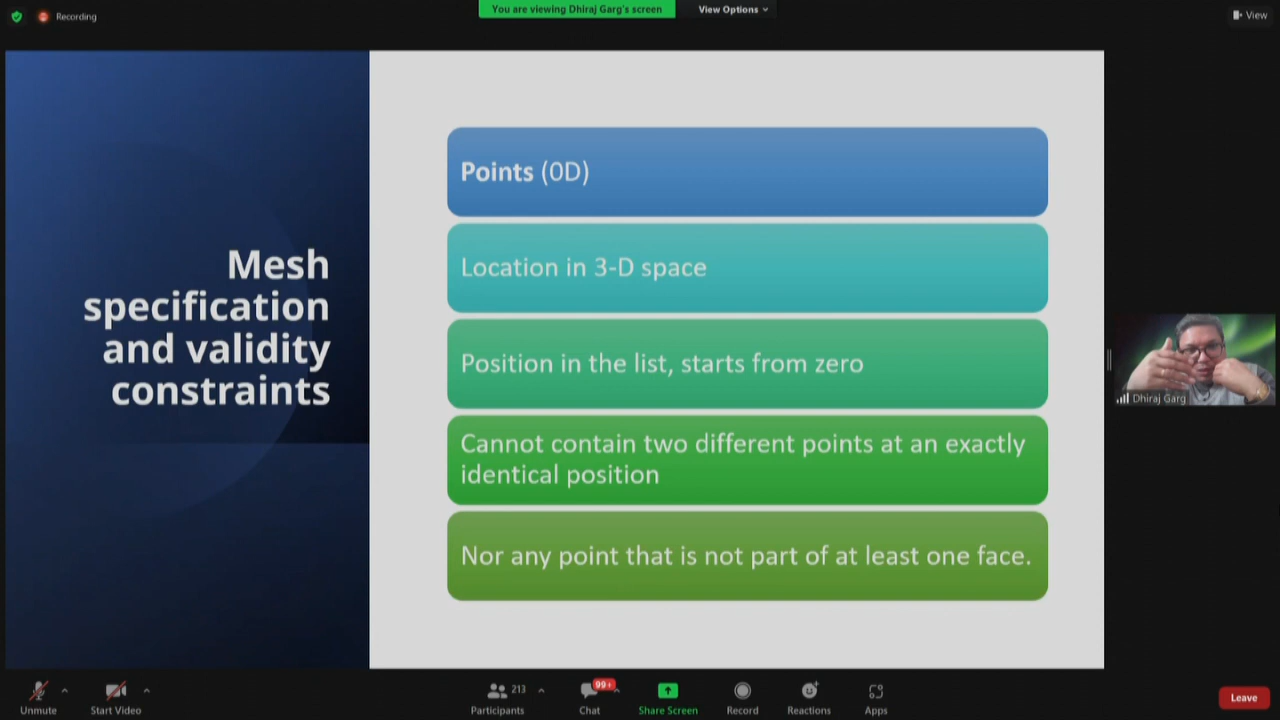 Recording
You are viewing Dhiraj Garg's screen
View Options
View
Mesh
specification
and validity
constraints
Points (0D)
Location in 3-D space
Position in the list, starts from zero
Cannot contain two different points at an exactly
identical position
Nor any point that is not part of at least one face.
Dhiraj Garg
Unmute
Start Video
213
Participants
99+
Chat
Share Screen
Record
Reactions
Apps
Leave